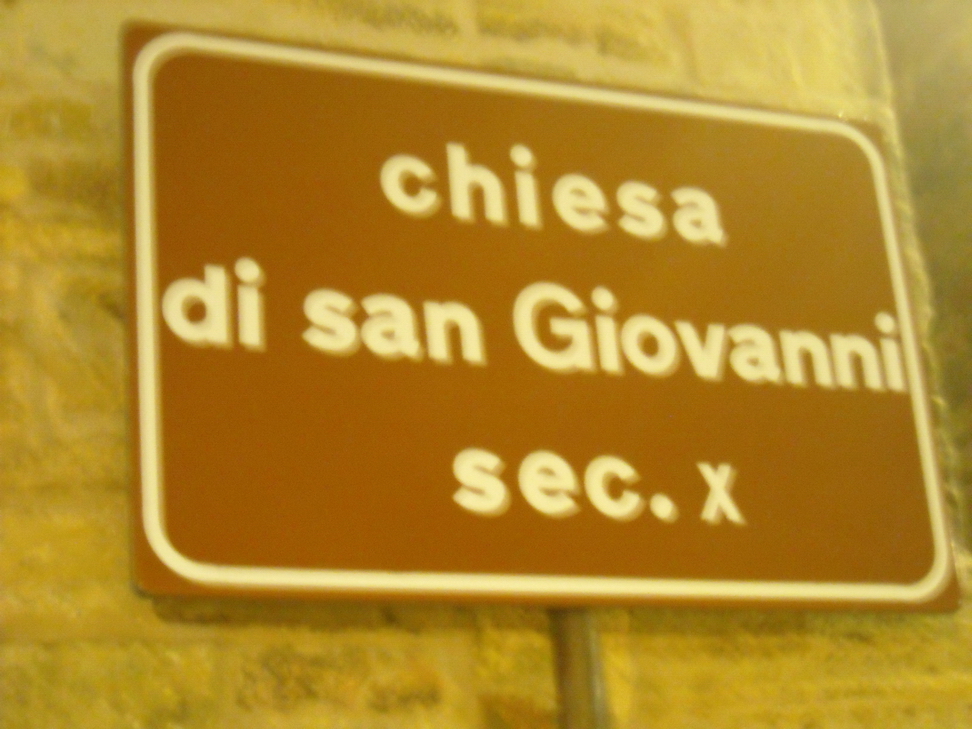 chiesa
di san Giovanni
sec. X